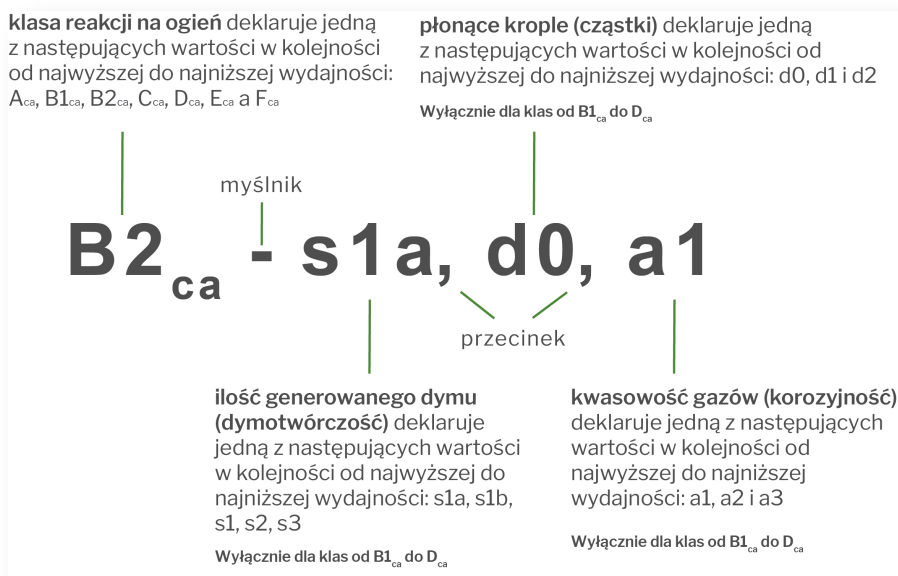 klasa reakcji na ogień deklaruje jedną
z następujących wartości w kolejności
od najwyższej do najniższej wydajności:
Aca, B1ca, B2ca, Cca, Dca, Eca a Fca
płonące krople (cząstki) deklaruje jedną
z następujących wartości w kolejności od
najwyższej do najniższej wydajności: d0, d1 i d2
Wyłącznie dla klas od B1ca do Dca
myślnik
B2ca - s1a, d0, a1
przecinek
ilość generowanego dymu
(dymotwórczość) deklaruje
jedną z następujących wartości
w kolejności od najwyższej do
najniższej wydajności: s1a, s1b,
s1, s2, s3
Wyłącznie dla klas od B1ca do Dca
kwasowość gazów (korozyjność)
deklaruje jedną z następujących
wartości w kolejności od
najwyższej do najniższej
wydajności: a1, a2 i a3
Wyłącznie dla klas od B1ca do Dca